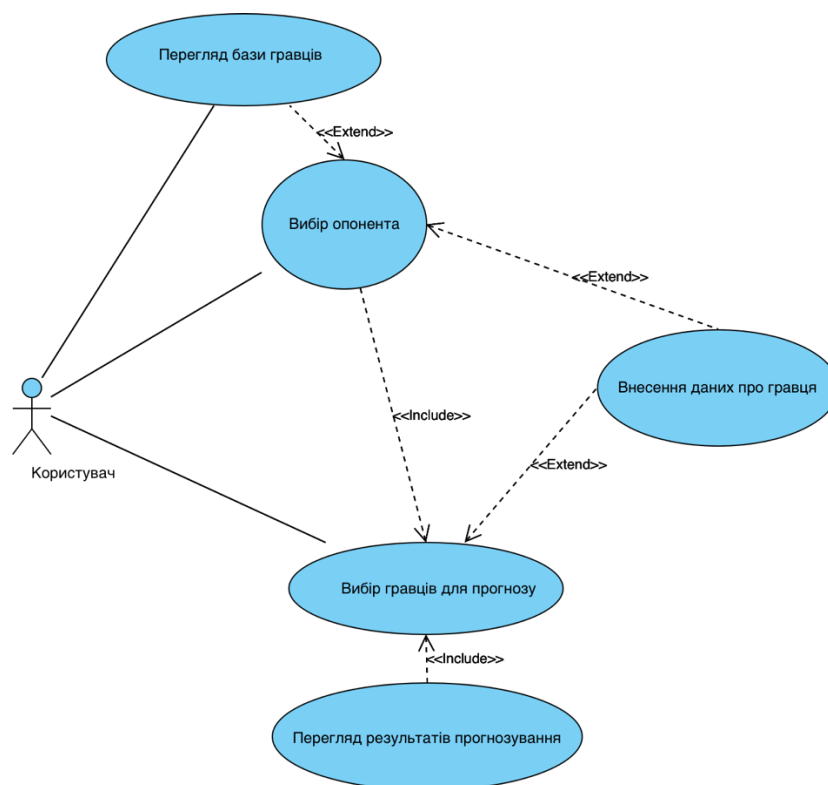 Перегляд бази гравців
<<Extend>>
Вибір опонента
<<Extend>>
Внесення даних про гравця
<<Include>>
<<Extend>>
Користувач
Вибір гравців для прогнозу
<<Include>>
Перегляд результатів прогнозування